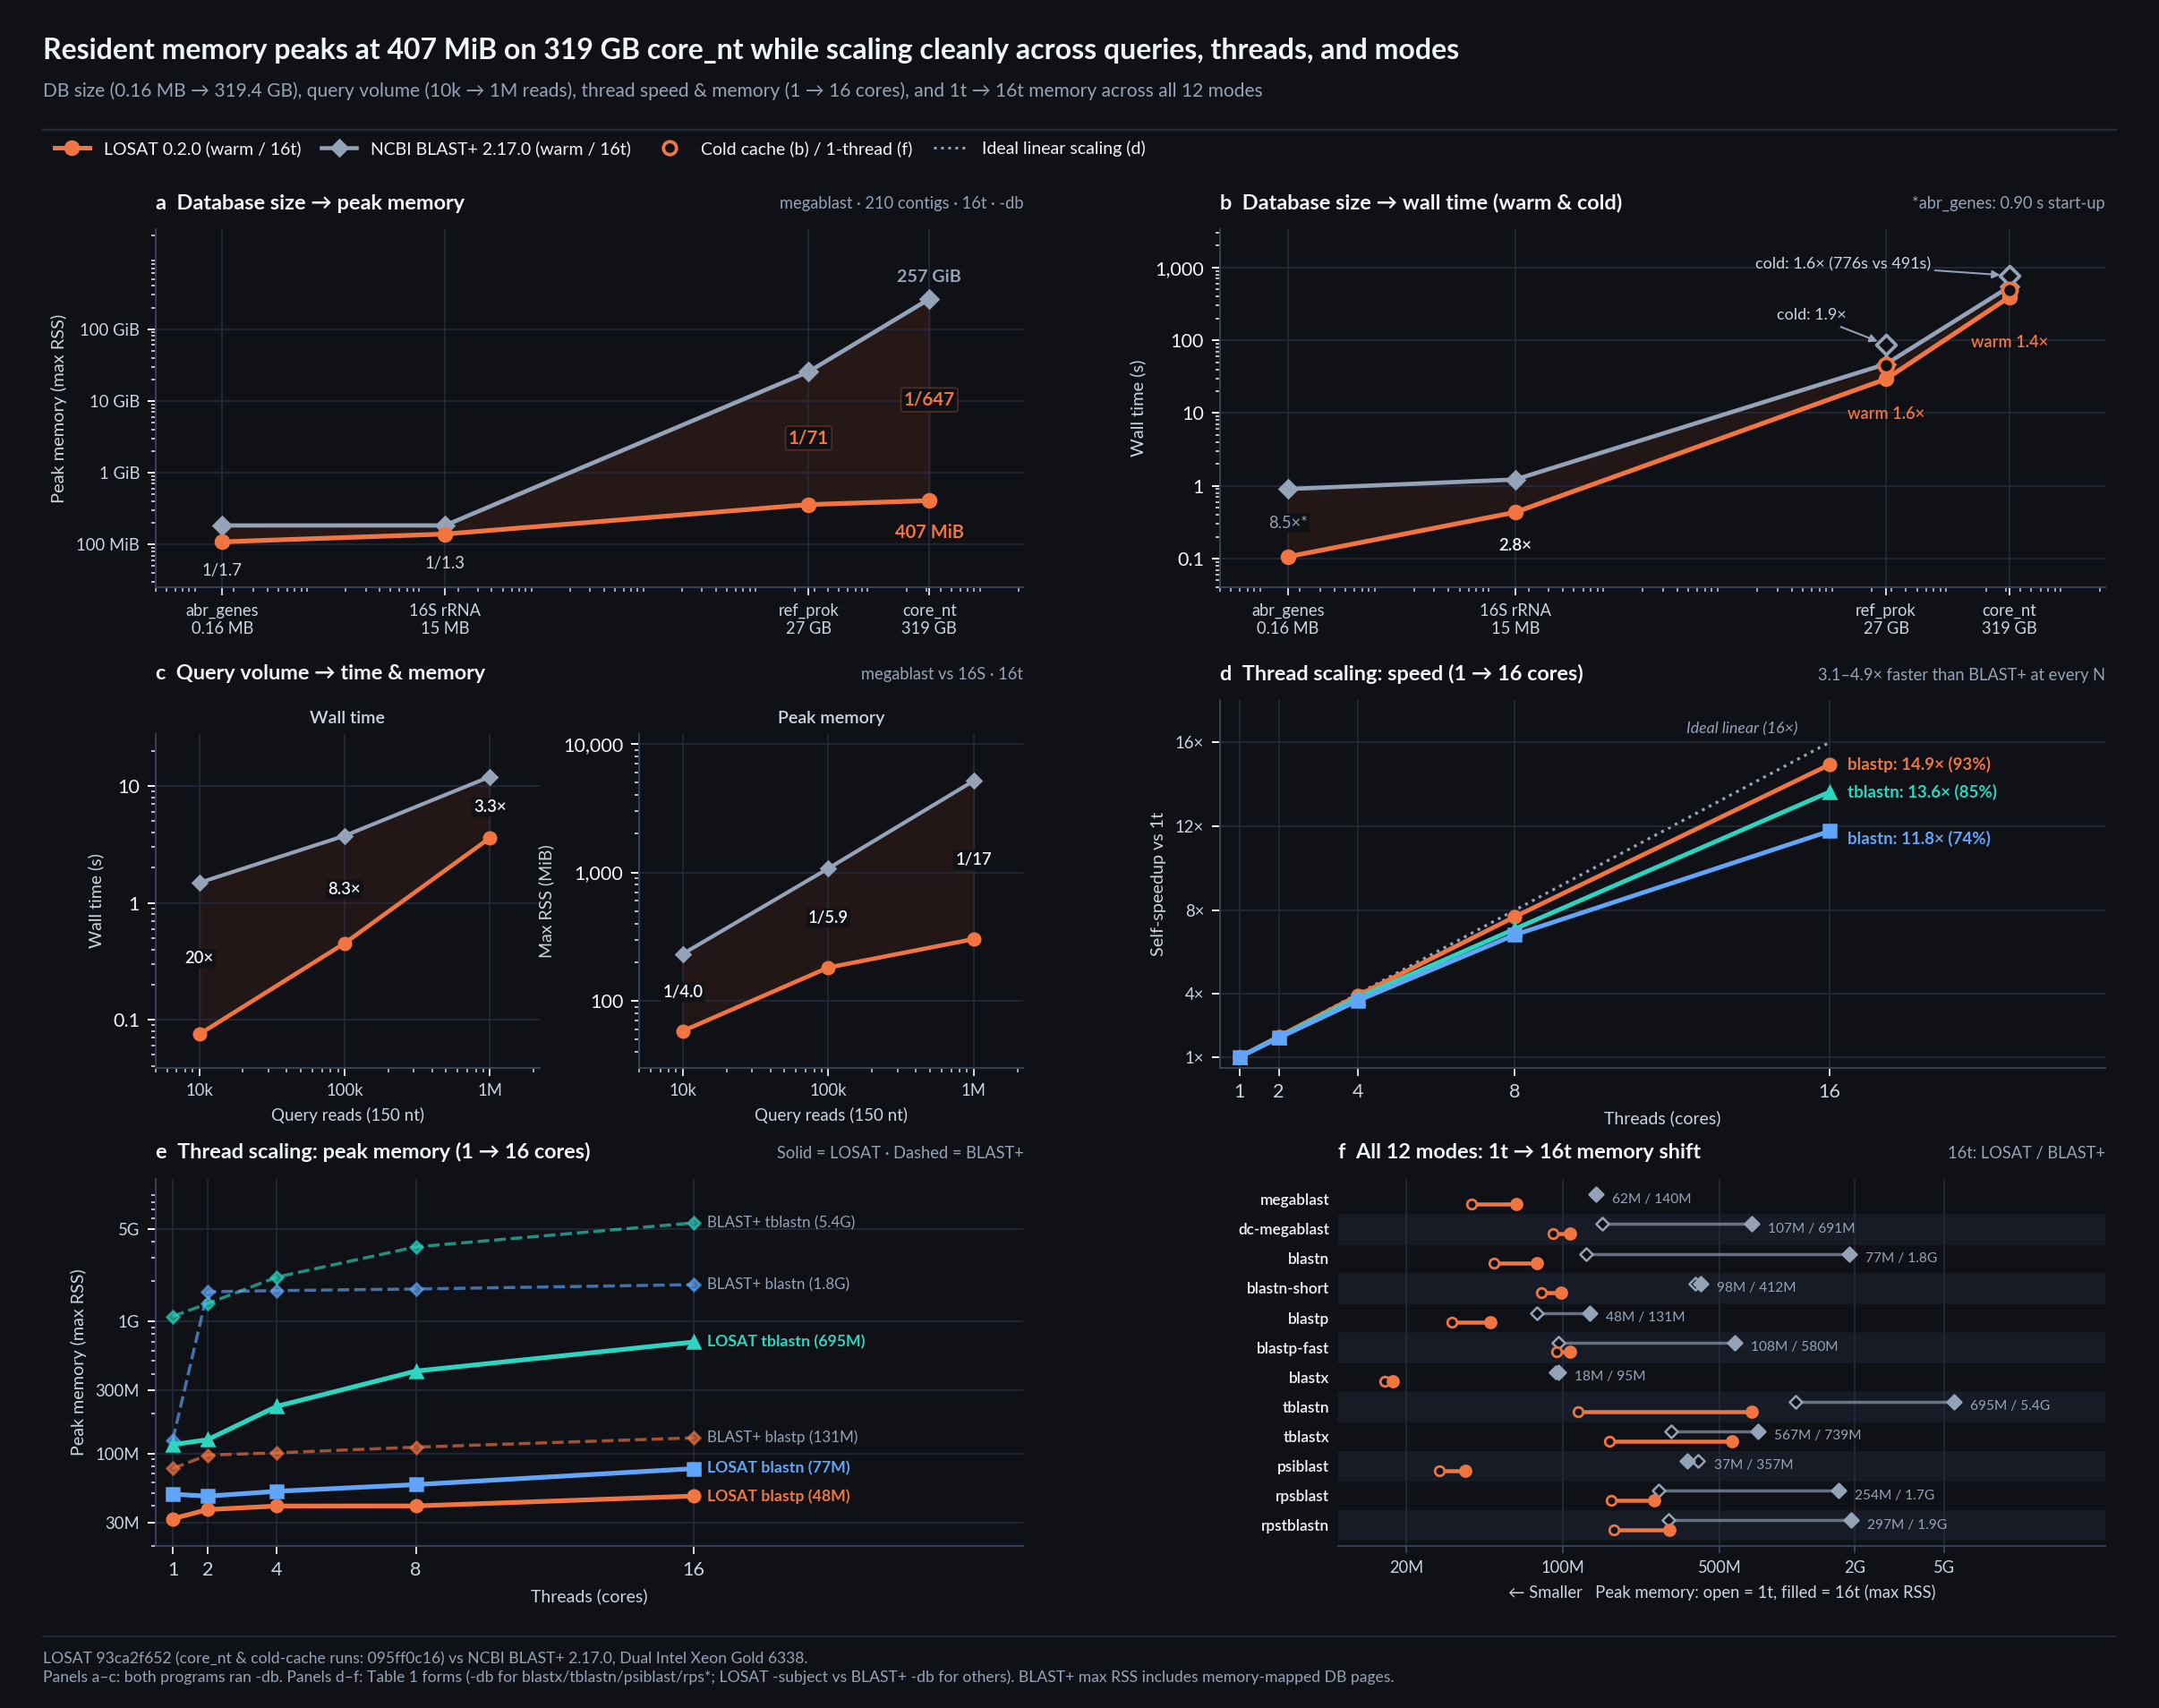 Resident memory peaks at 407 MiB on 319 GB core_nt while scaling cleanly across queries, threads, and modes
DB size (0.16 MB → 319.4 GB), query volume (10k → 1M reads), thread speed & memory (1 → 16 cores), and 1t → 16t memory across all 12 modes
LOSAT 0.2.0 (warm / 16t)
NCBI BLAST+ 2.17.0 (warm / 16t)
Cold cache (b) / 1-thread (f)
Ideal linear scaling (d)
a Database size → peak memory
megablast · 210 contigs · 16t · -db
Peak memory (max RSS)
100 GiB
10 GiB
1 GiB
100 MiB
257 GiB
1/647
1/71
407 MiB
1/1.7
1/1.3
abr_genes
0.16 MB
16S rRNA
15 MB
ref_prok
27 GB
core_nt
319 GB
b Database size → wall time (warm & cold)
*abr_genes: 0.90 s start-up
Wall time (s)
1,000
100
10
1
0.1
cold: 1.6× (776s vs 491s)
cold: 1.9×
warm 1.4×
warm 1.6×
8.5×*
2.8×
abr_genes
0.16 MB
16S rRNA
15 MB
ref_prok
27 GB
core_nt
319 GB
c Query volume → time & memory
megablast vs 16S · 16t
Wall time
Wall time (s)
10
1
0.1
20×
8.3×
3.3×
10k
100k
1M
Query reads (150 nt)
Peak memory
Max RSS (MiB)
10,000
1,000
100
1/4.0
1/5.9
1/17
10k
100k
1M
Query reads (150 nt)
d Thread scaling: speed (1 → 16 cores)
3.1–4.9× faster than BLAST+ at every N
Self-speedup vs 1t
16×
12×
8×
4×
1×
Ideal linear (16×)
blastp: 14.9× (93%)
tblastn: 13.6× (85%)
blastn: 11.8× (74%)
1
2
4
8
16
Threads (cores)
e Thread scaling: peak memory (1 → 16 cores)
Solid = LOSAT · Dashed = BLAST+
Peak memory (max RSS)
5G
1G
300M
100M
30M
BLAST+ tblastn (5.4G)
BLAST+ blastn (1.8G)
LOSAT tblastn (695M)
BLAST+ blastp (131M)
LOSAT blastn (77M)
LOSAT blastp (48M)
1
2
4
8
16
Threads (cores)
f All 12 modes: 1t → 16t memory shift
16t: LOSAT / BLAST+
megablast
62M / 140M
dc-megablast
107M / 691M
blastn
77M / 1.8G
blastn-short
98M / 412M
blastp
48M / 131M
blastp-fast
108M / 580M
blastx
18M / 95M
tblastn
695M / 5.4G
tblastx
567M / 739M
psiblast
37M / 357M
rpsblast
254M / 1.7G
rpstblastn
297M / 1.9G
20M
100M
500M
2G
5G
← Smaller Peak memory: open = 1t, filled = 16t (max RSS)
LOSAT 93ca2f652 (core_nt & cold-cache runs: 095ff0c16) vs NCBI BLAST+ 2.17.0, Dual Intel Xeon Gold 6338.
Panels a–c: both programs ran -db. Panels d–f: Table 1 forms (-db for blastx/tblastn/psiblast/rps*; LOSAT -subject vs BLAST+ -db for others). BLAST+ max RSS includes memory-mapped DB pages.